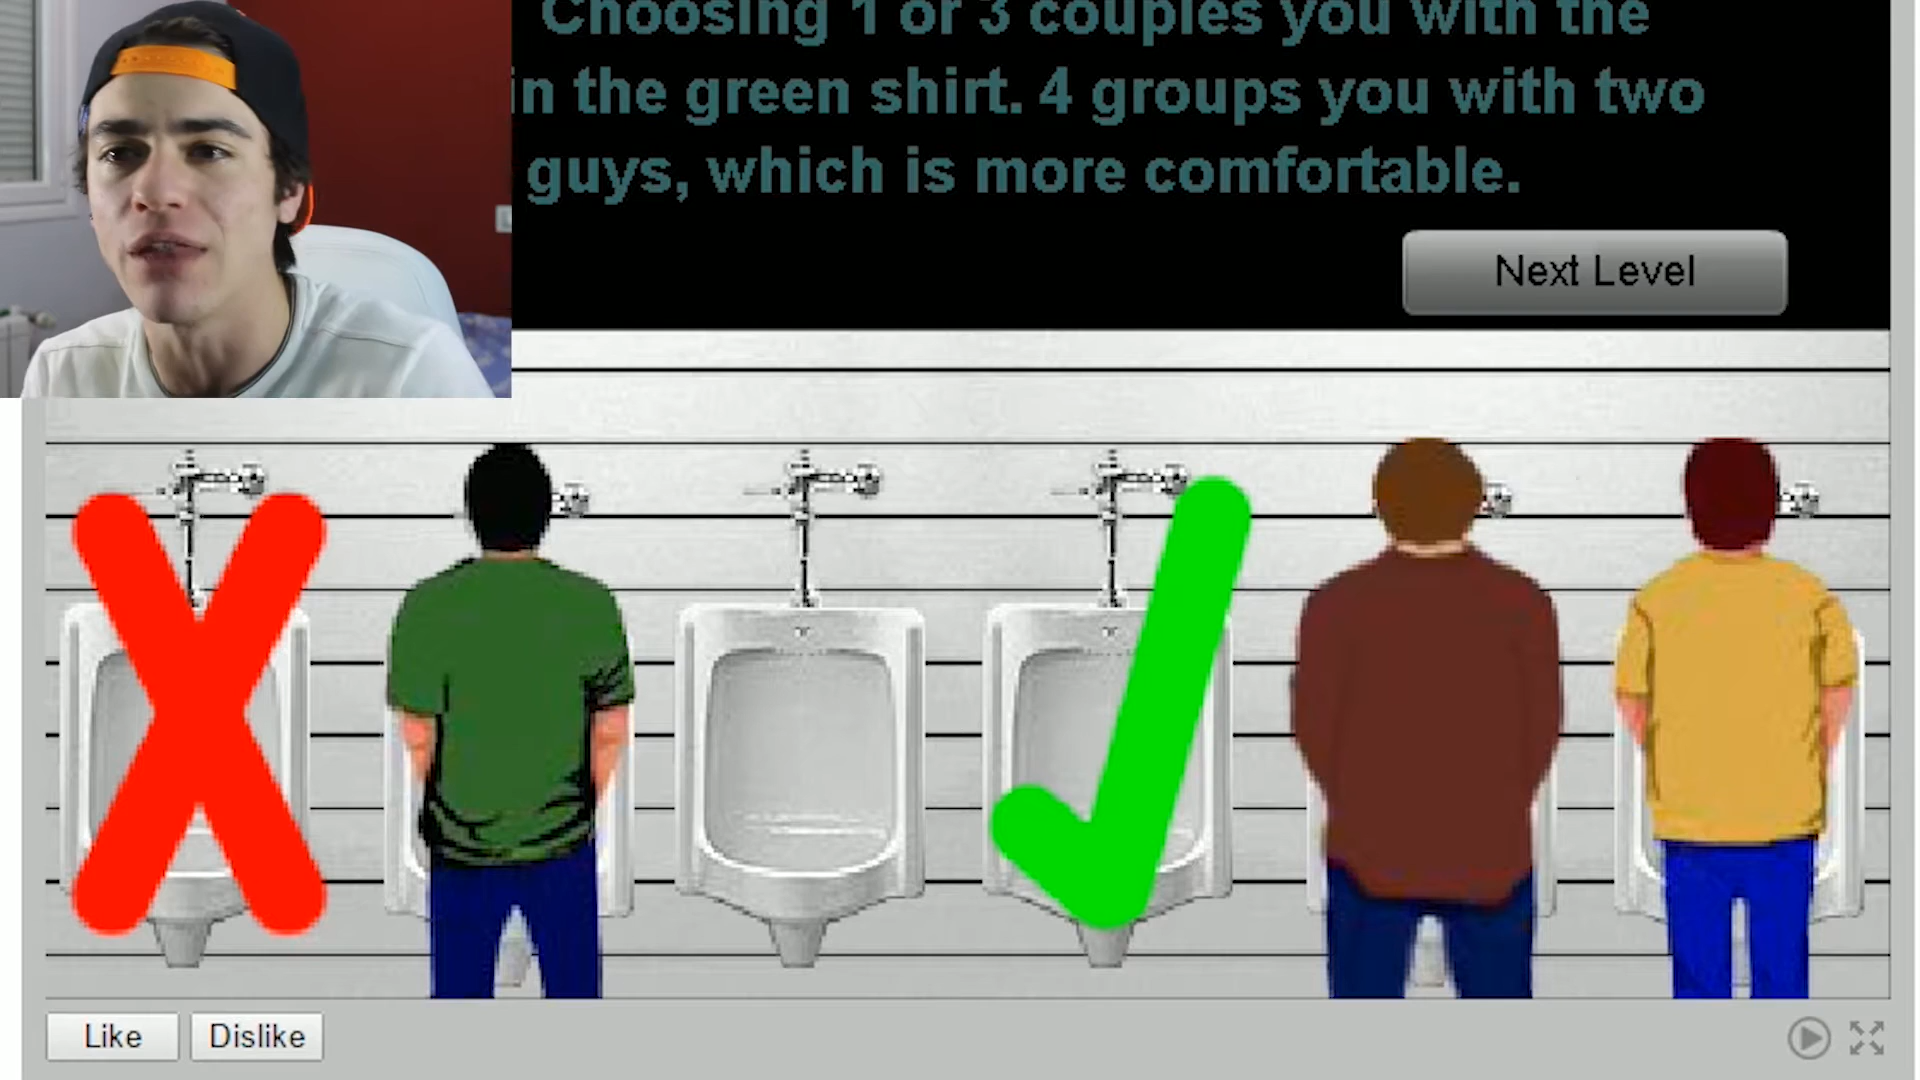 Choosing 1 or 3 couples you with the
in the green shirt. 4 groups you with two
guys, which is more comfortable.
Next Level
Like
Dislike